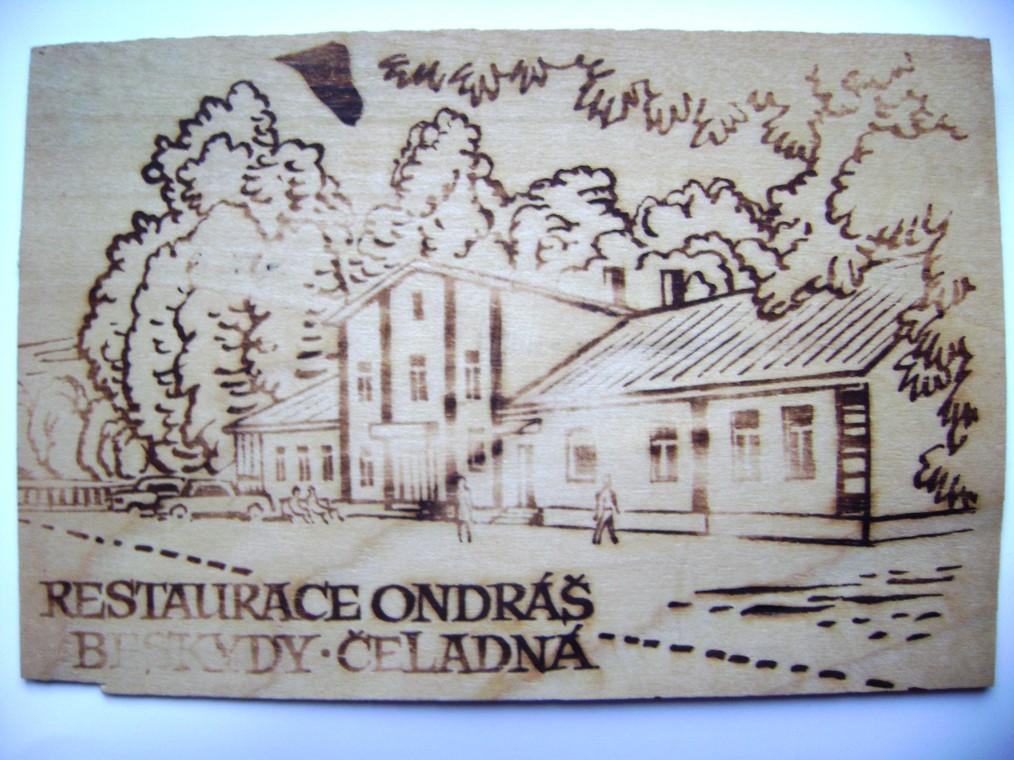 RESTAURACE ONDRÁŠ
BESKYDY · ČELADNÁ